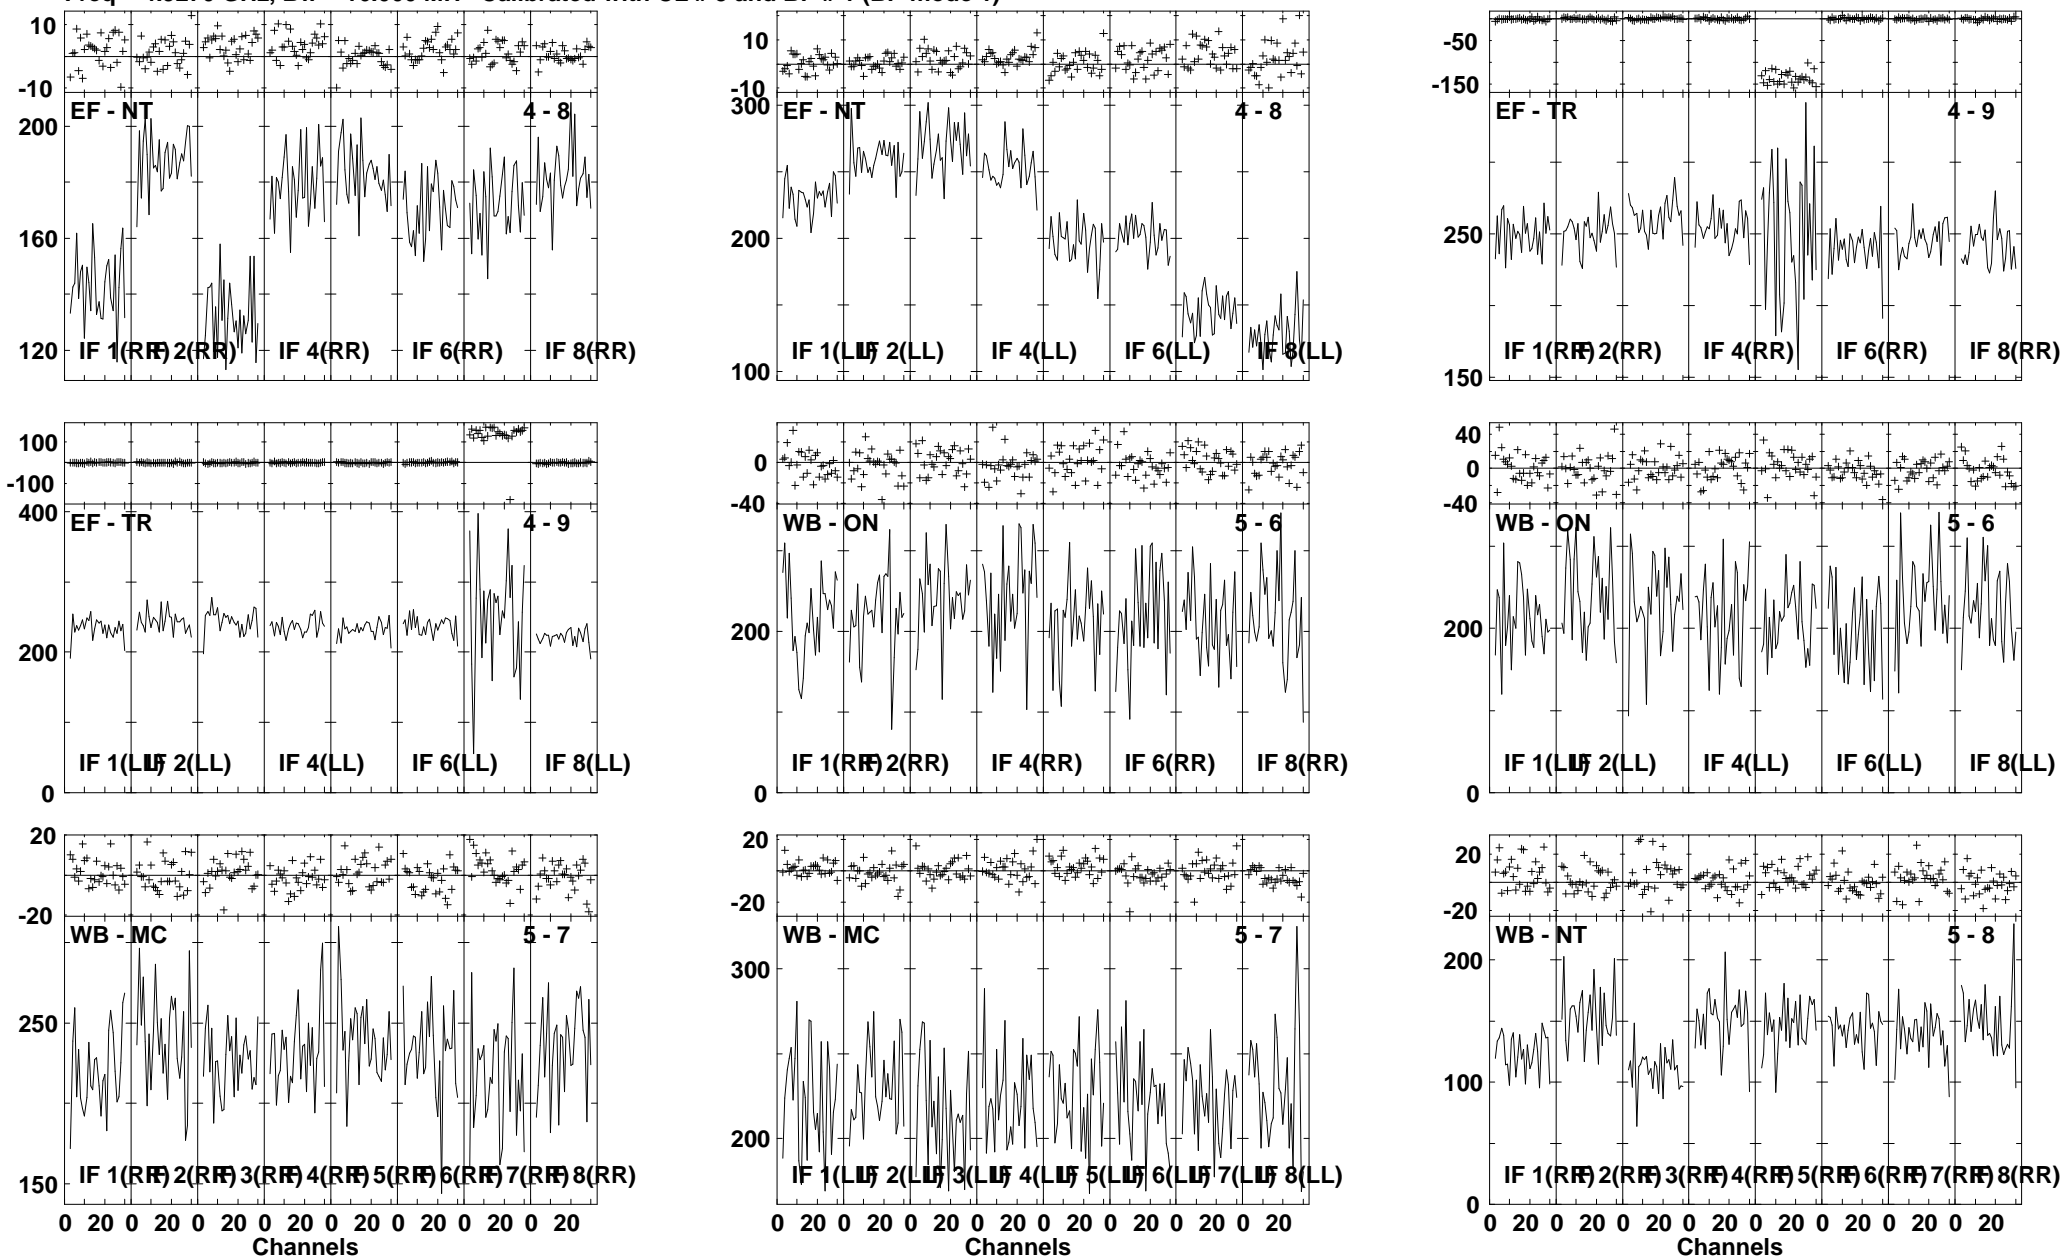 10
-10
200
160
120
EF - NT 4 - 8
IF 1(RR) IF 2(RR) IF 4(RR) IF 6(RR) IF 8(RR)
10
-10
300
200
100
EF - NT 4 - 8
IF 1(LL) IF 2(LL) IF 4(LL) IF 6(LL) IF 8(LL)
-50
-150
250
150
EF - TR 4 - 9
IF 1(RR) IF 2(RR) IF 4(RR) IF 6(RR) IF 8(RR)
100
-100
400
200
0
EF - TR 4 - 9
IF 1(LL) IF 2(LL) IF 4(LL) IF 6(LL) IF 8(LL)
0
-40
200
0
WB - ON 5 - 6
IF 1(RR) IF 2(RR) IF 4(RR) IF 6(RR) IF 8(RR)
40
0
-40
200
0
WB - ON 5 - 6
IF 1(LL) IF 2(LL) IF 4(LL) IF 6(LL) IF 8(LL)
20
-20
250
150
WB - MC 5 - 7
IF 1(RR) IF 2(RR) IF 3(RR) IF 4(RR) IF 5(RR) IF 6(RR) IF 7(RR) IF 8(RR)
0 20 0 20 0 20 0 20 0 20 0 20 0 20 0 20
Channels
20
-20
300
200
WB - MC 5 - 7
IF 1(LL) IF 2(LL) IF 3(LL) IF 4(LL) IF 5(LL) IF 6(LL) IF 7(LL) IF 8(LL)
0 20 0 20 0 20 0 20 0 20 0 20 0 20 0 20
Channels
20
-20
200
100
0
WB - NT 5 - 8
IF 1(RR) IF 2(RR) IF 3(RR) IF 4(RR) IF 5(RR) IF 6(RR) IF 7(RR) IF 8(RR)
0 20 0 20 0 20 0 20 0 20 0 20 0 20 0 20
Channels